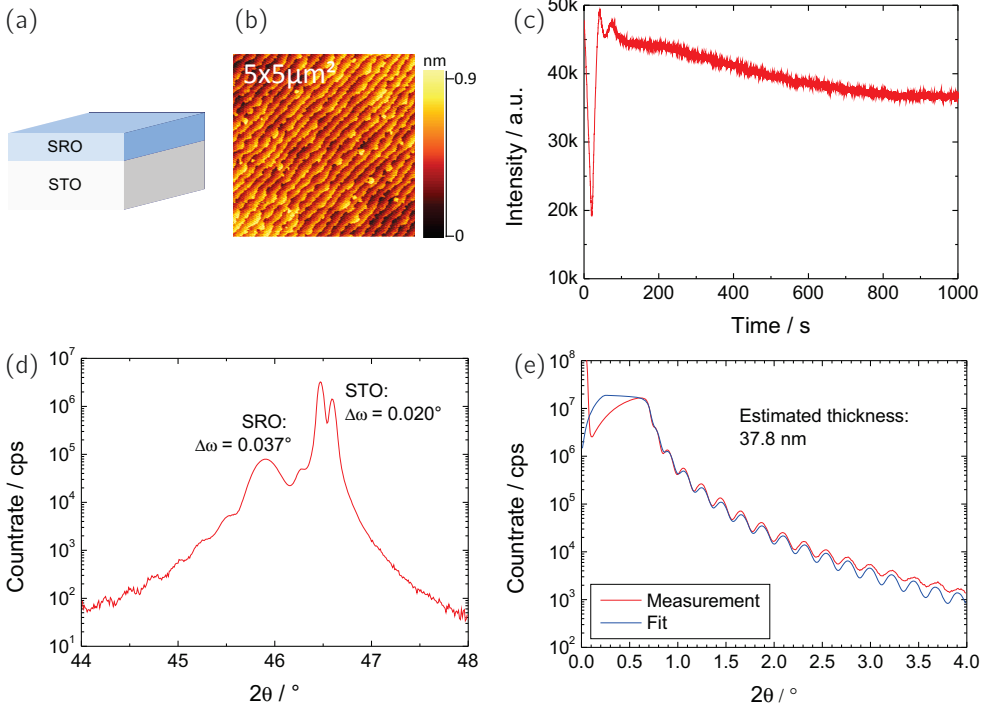 (a)
SRO
STO
(b)
5x5µm²
nm
0.9
0
(c)
50k
40k
30k
20k
10k
Intensity / a.u.
0
200
400
600
800
1000
Time / s
(d)
10⁷
10⁶
10⁵
10⁴
10³
10²
10¹
Countrate / cps
SRO:
Δω = 0.037°
STO:
Δω = 0.020°
44
45
46
47
48
2θ / °
(e)
10⁸
10⁷
10⁶
10⁵
10⁴
10³
10²
Countrate / cps
Estimated thickness:
37.8 nm
Measurement
Fit
0.0
0.5
1.0
1.5
2.0
2.5
3.0
3.5
4.0
2θ / °